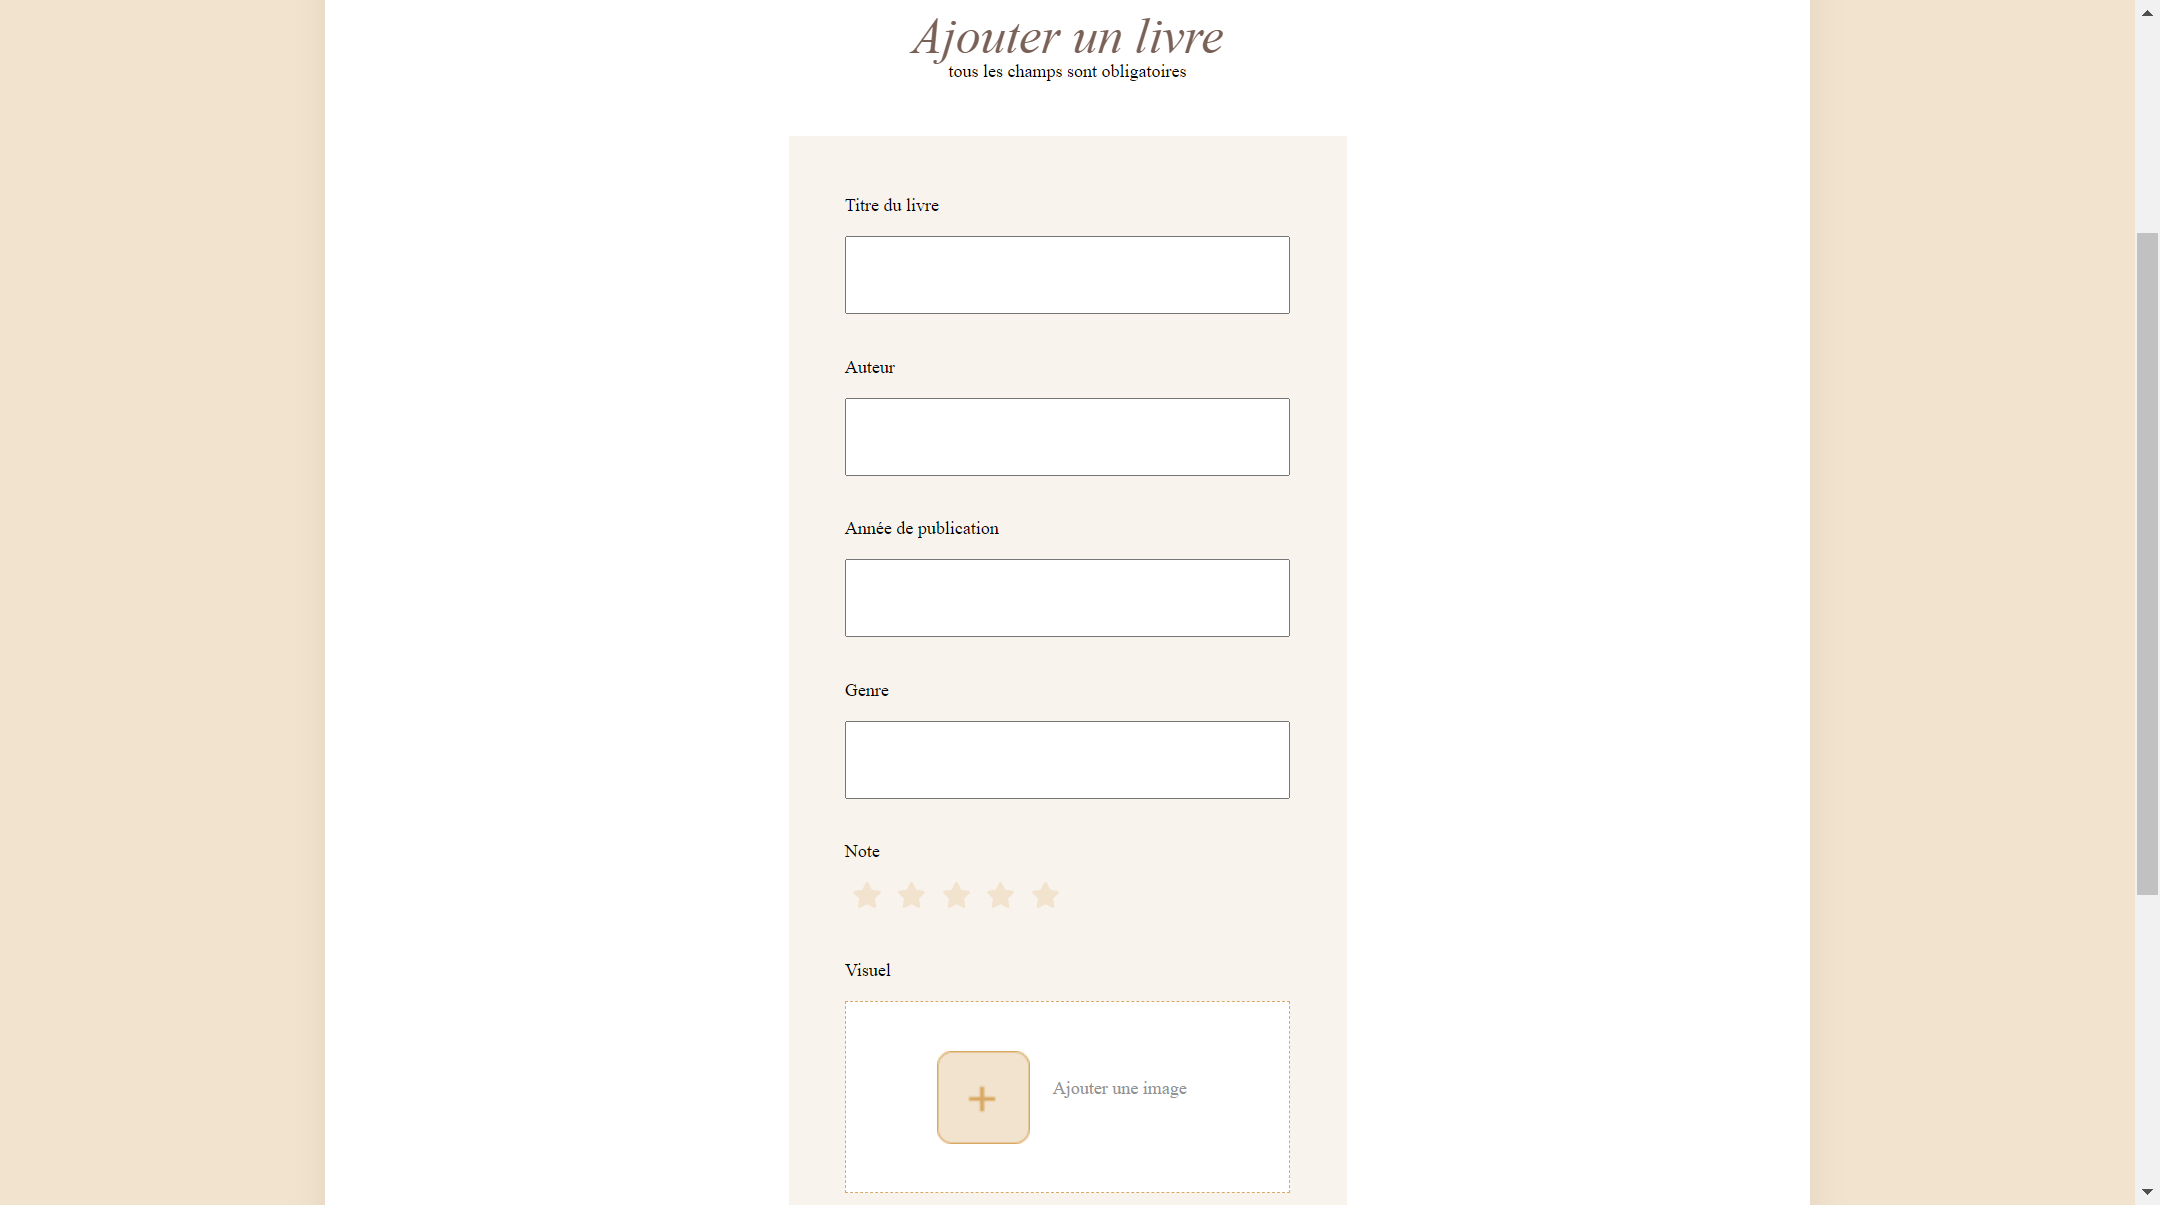 Ajouter un livre
tous les champs sont obligatoires
Titre du livre
Auteur
Année de publication
Genre
Note
Visuel
Ajouter une image